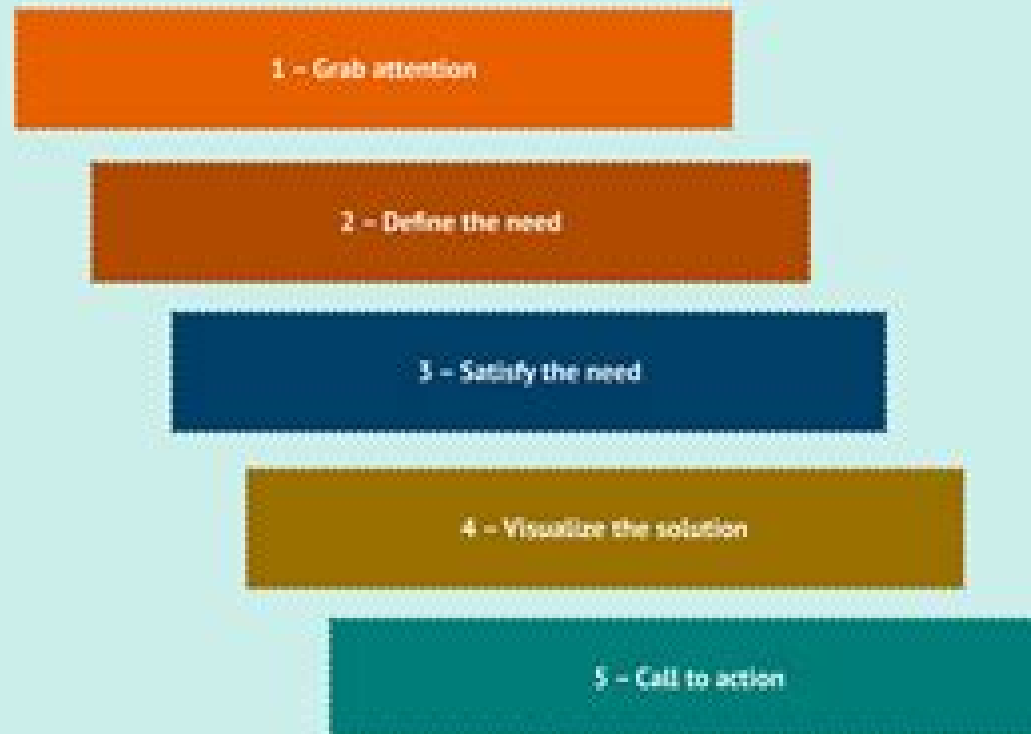 1 – Grab attention
2 – Define the need
3 – Satisfy the need
4 – Visualize the solution
5 – Call to action